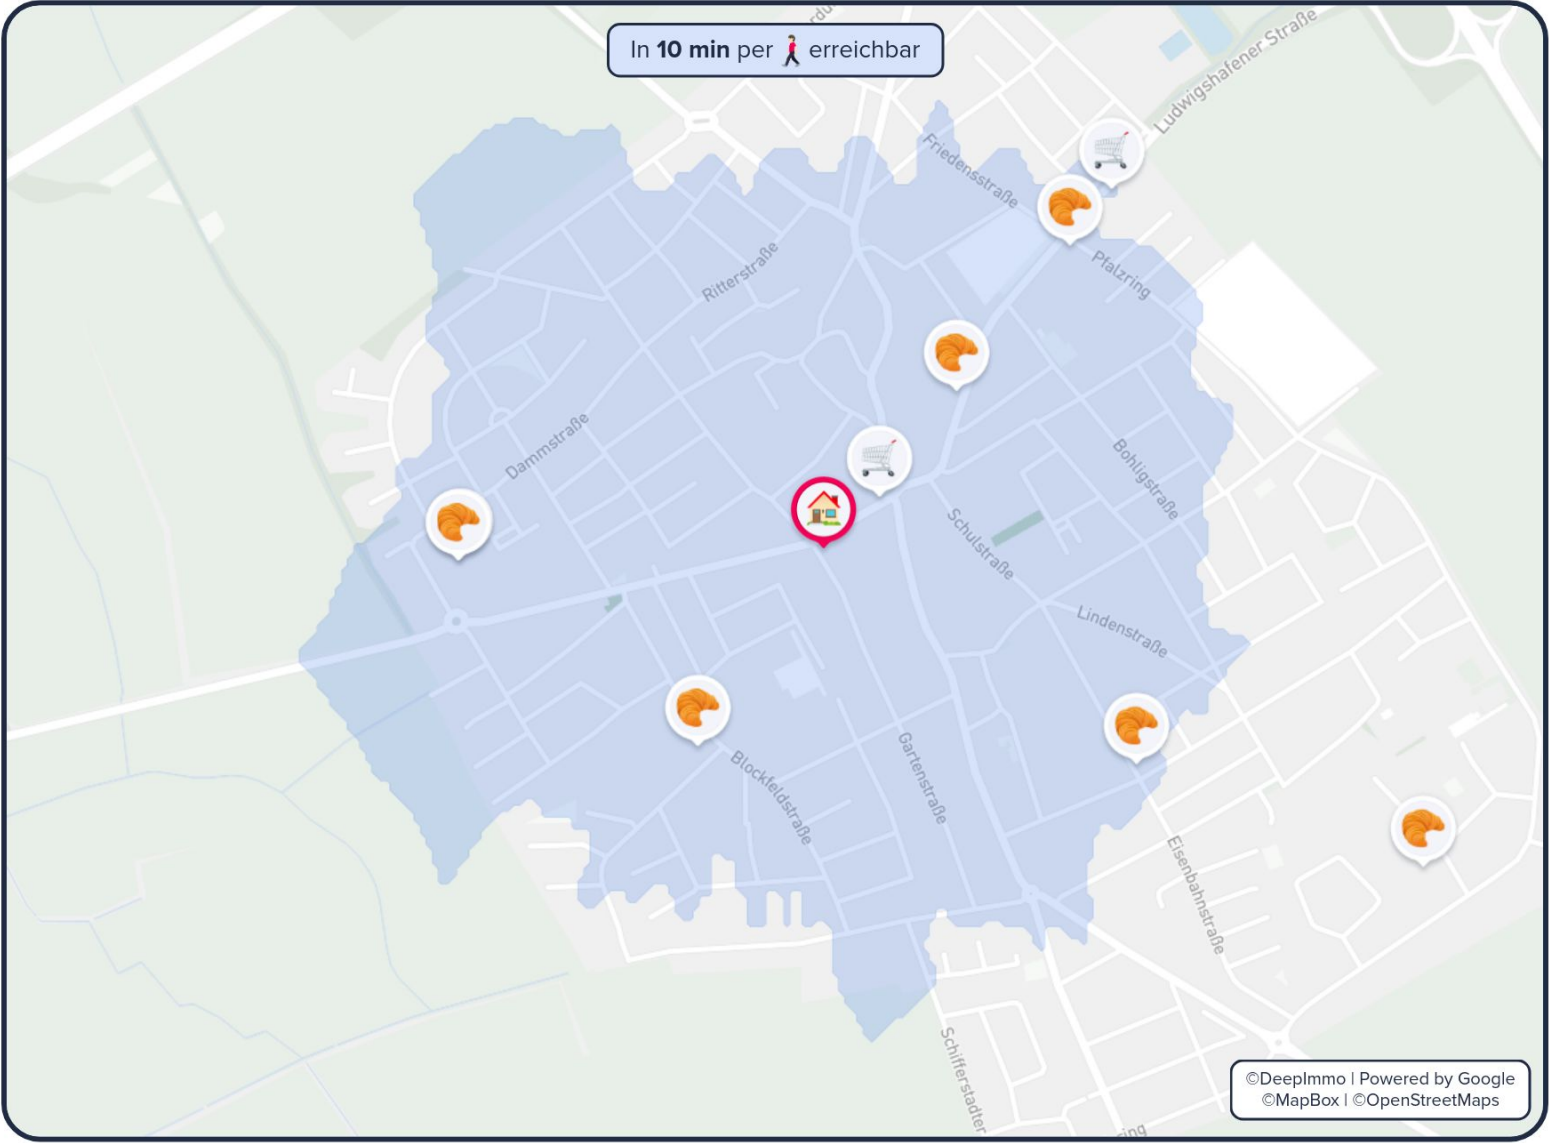 In 10 min per erreichbar
Ludwigshafener Straße
Friedensstraße
Pfalzring
Ritterstraße
Dammstraße
Bohligstraße
Schulstraße
Lindenstraße
Blockfeldstraße
Gartenstraße
Eisenbahnstraße
Schifferstadter
©DeepImmo | Powered by Google
©MapBox | ©OpenStreetMaps